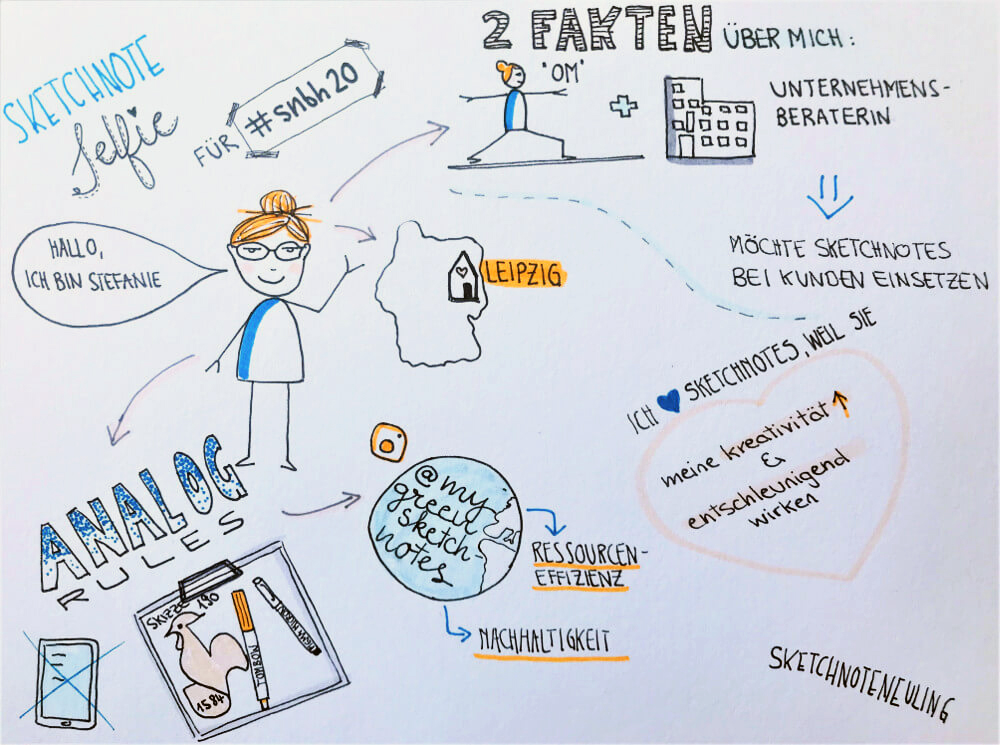 SKETCHNOTE
Selfie
FÜR #snbh20
2 FAKTEN ÜBER MICH:
'OM'
+
UNTERNEHMENS-
BERATERIN
MÖCHTE SKETCHNOTES
BEI KUNDEN EINSETZEN
HALLO,
ICH BIN STEFANIE
LEIPZIG
ICH ♥ SKETCHNOTES, WEIL SIE
meine kreativität ↑
&
entschleunigend
wirken
ANALOG
RULES
SKIZZE 190
1584
TOMBOW
@my
green
sketch-
notes
RESSOURCEN-
EFFIZIENZ
NACHHALTIGKEIT
SKETCHNOTENEULING